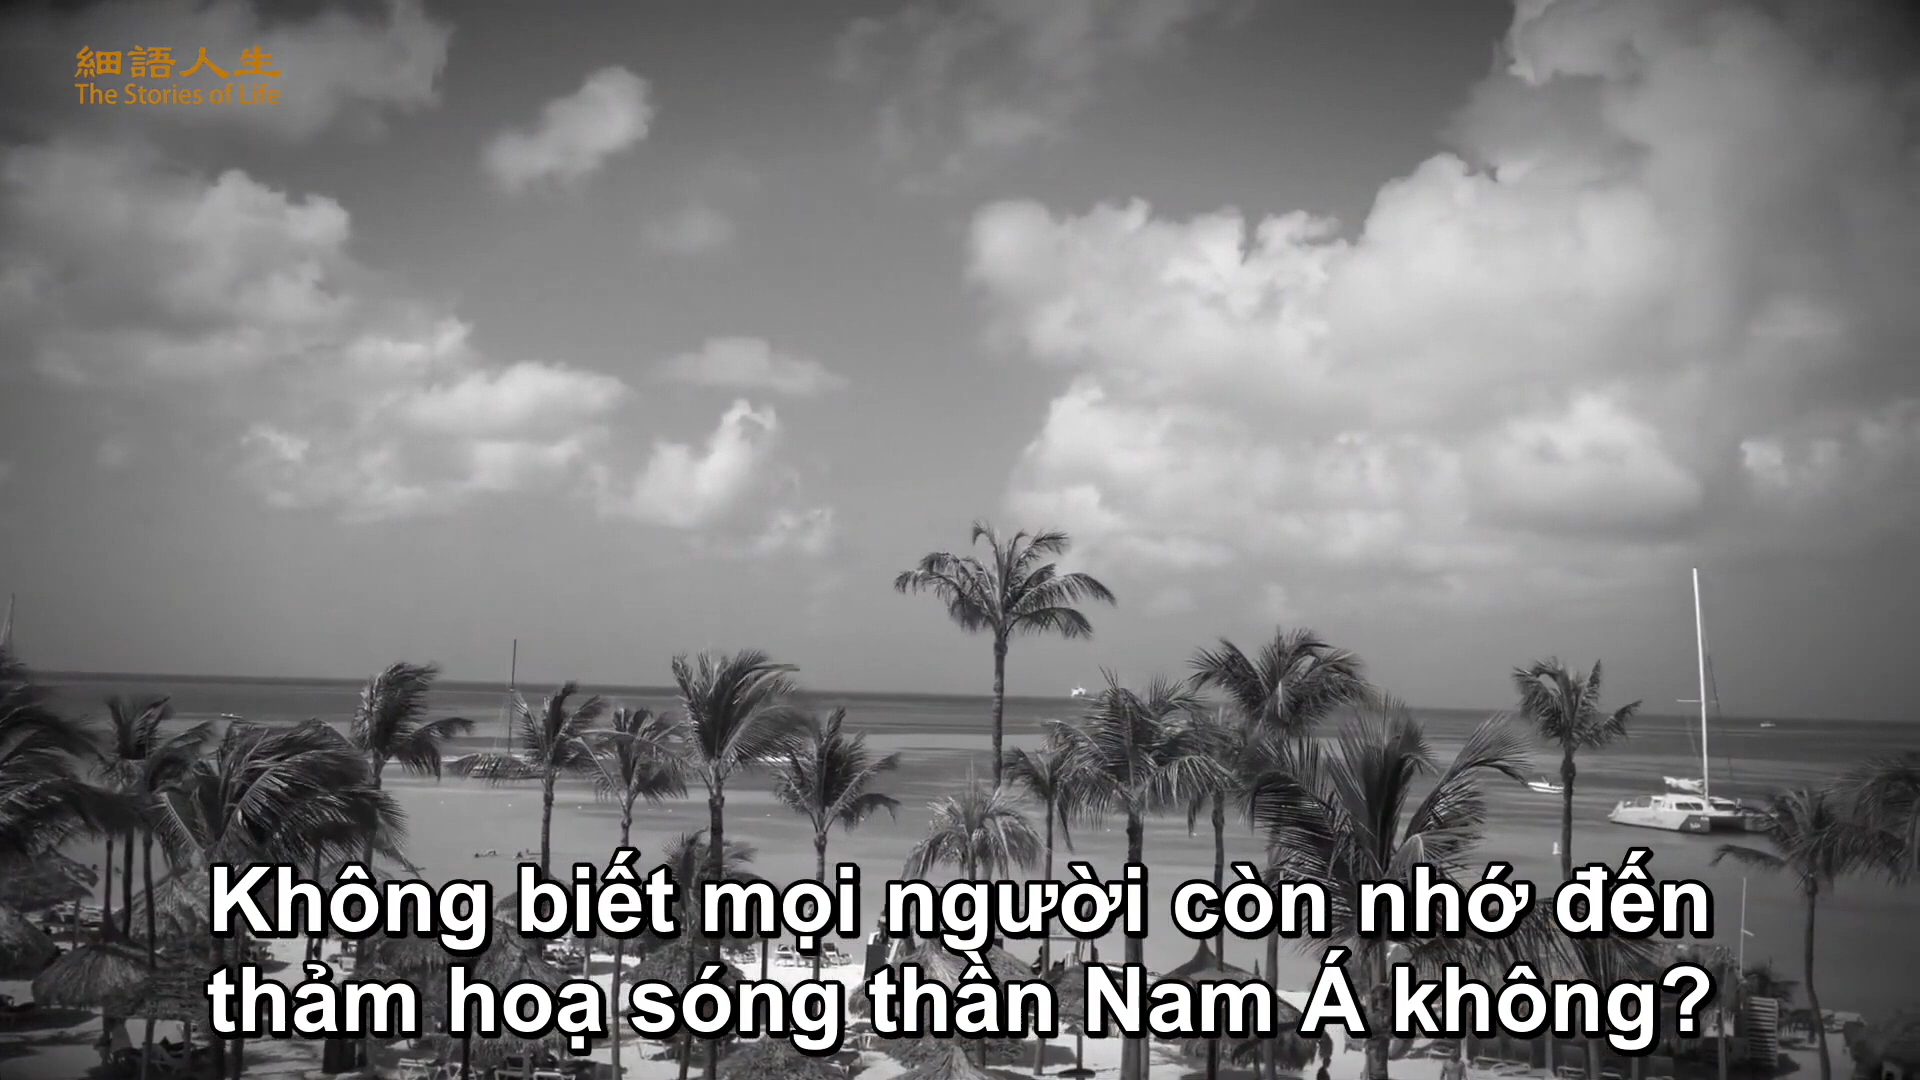 細語人生
The Stories of Life
Không biết mọi người còn nhớ đến
thảm hoạ sóng thần Nam Á không?